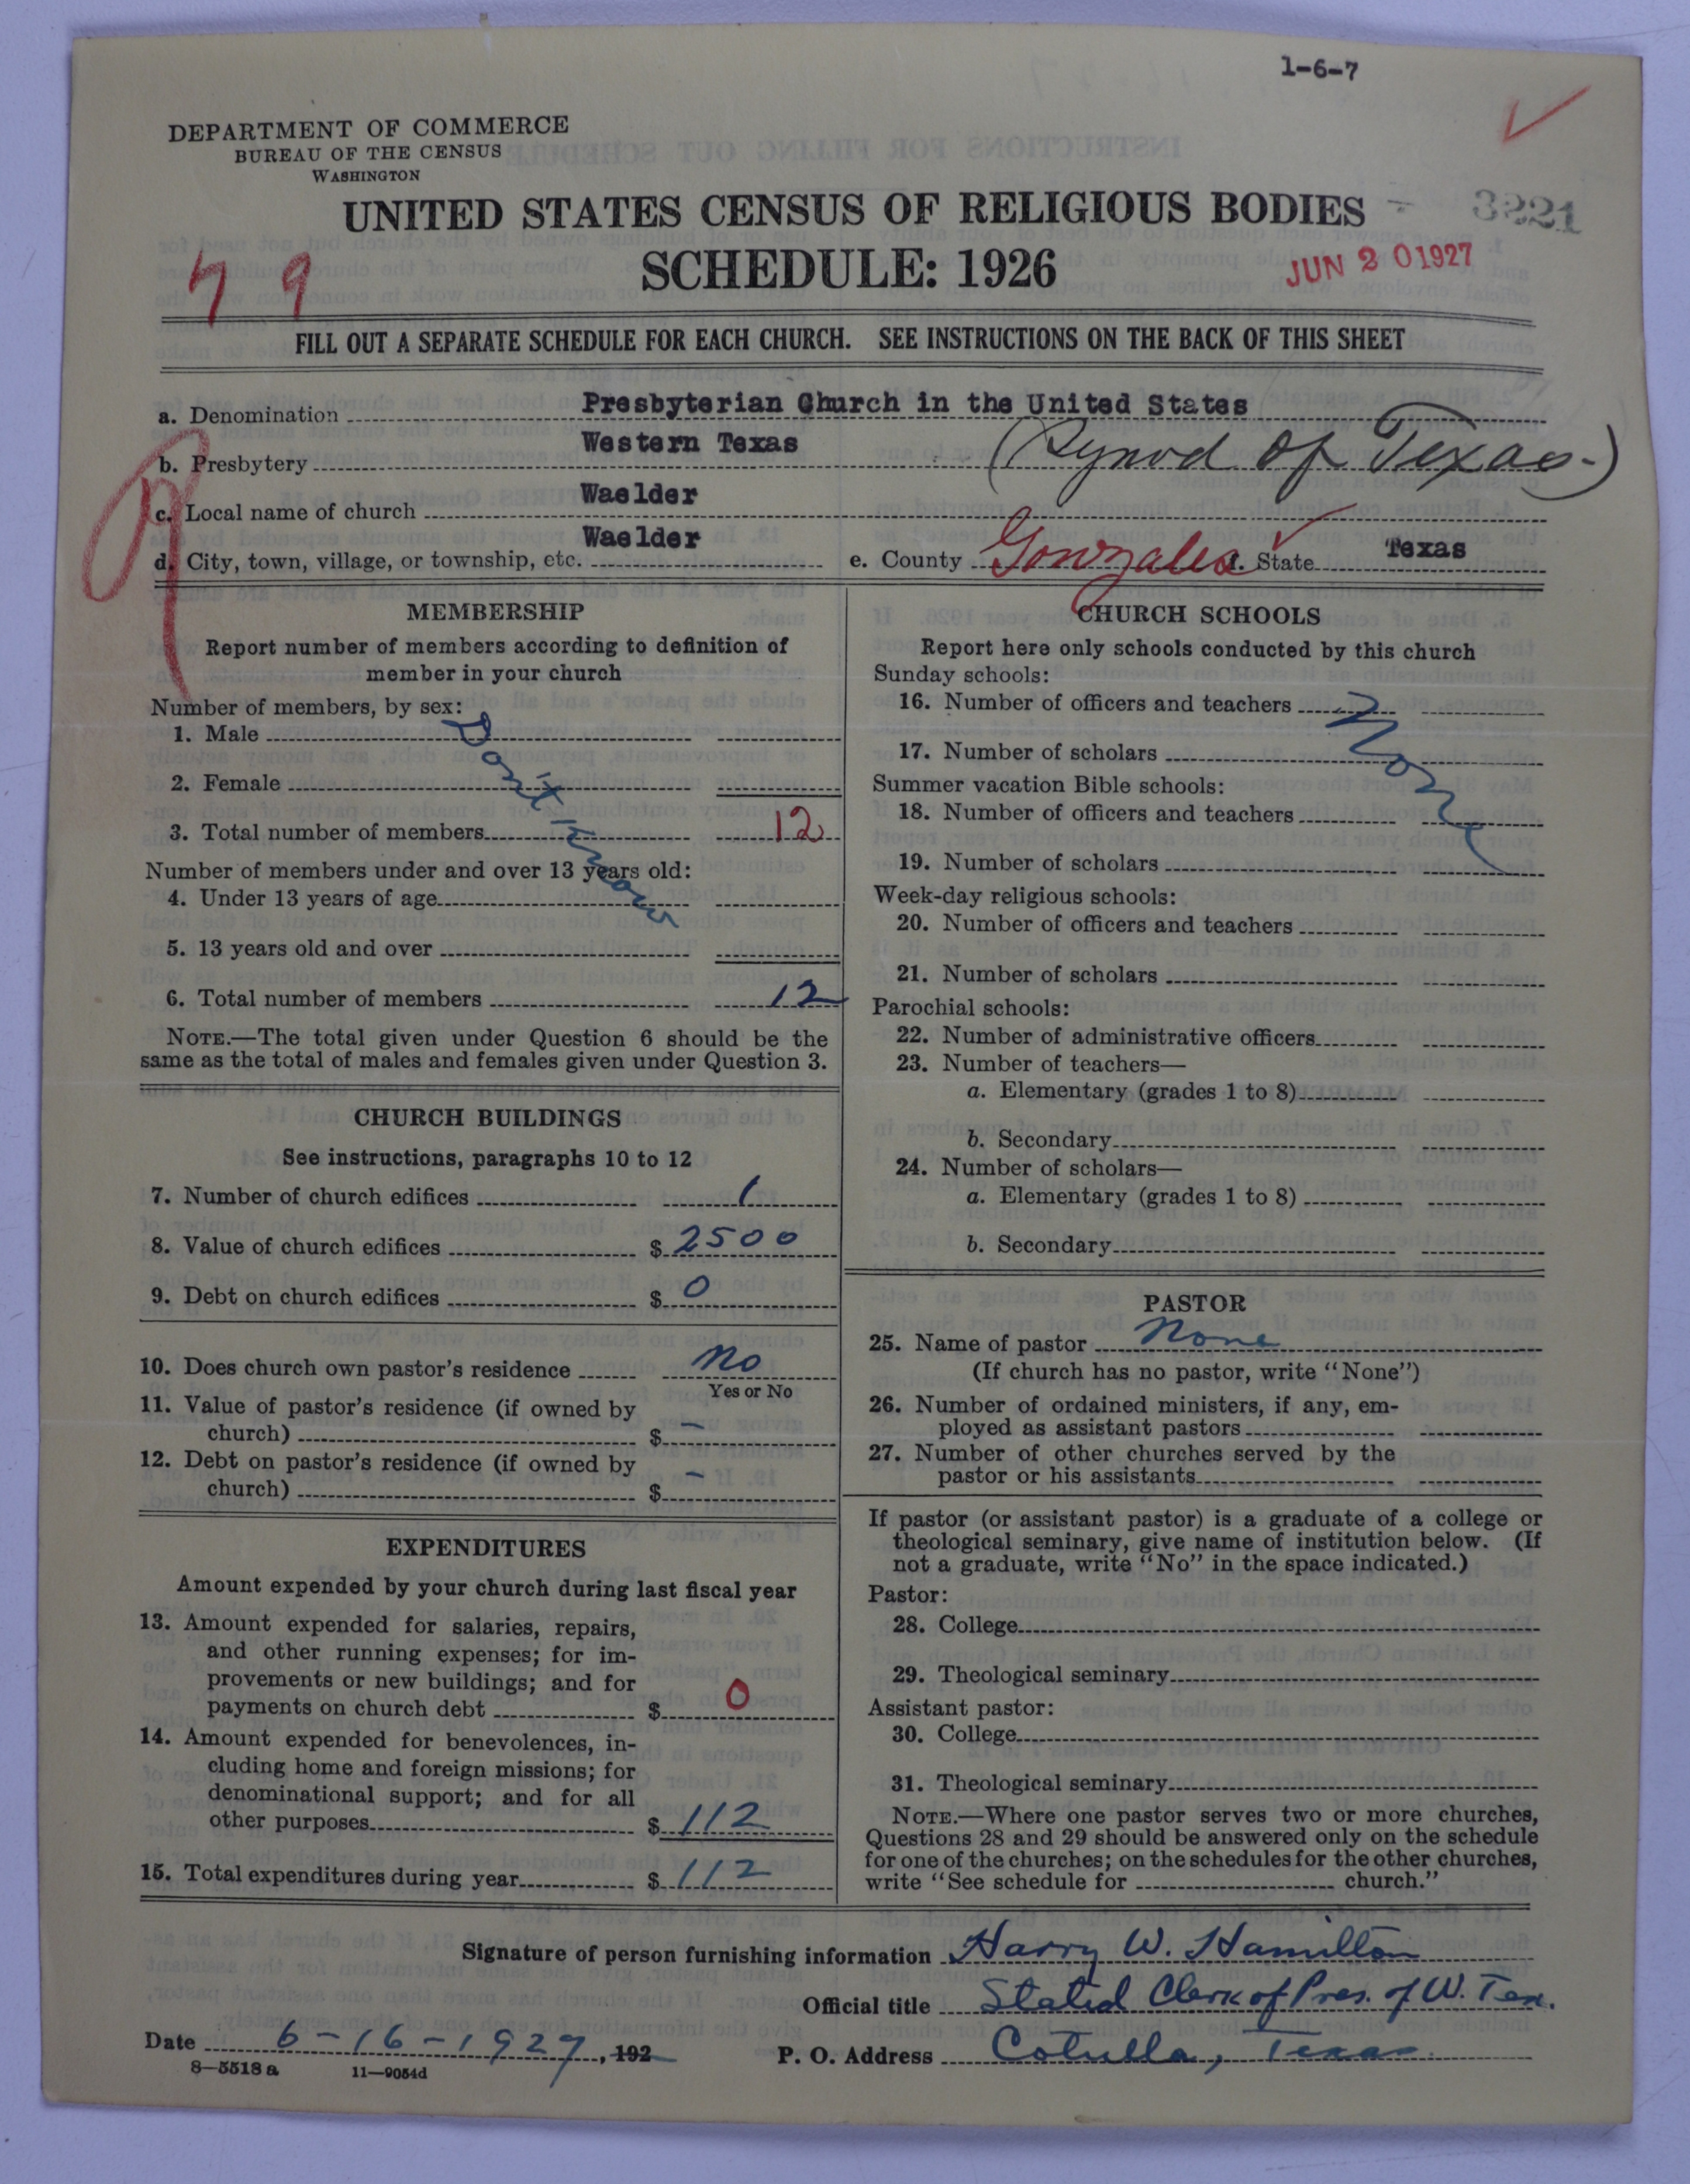 1-6-7
DEPARTMENT OF COMMERCE
BUREAU OF THE CENSUS
WASHINGTON
UNITED STATES CENSUS OF RELIGIOUS BODIES
3221
SCHEDULE: 1926
JUN 20 1927
79
FILL OUT A SEPARATE SCHEDULE FOR EACH CHURCH. SEE INSTRUCTIONS ON THE BACK OF THIS SHEET
a. Denomination Presbyterian Church in the United States
b. Presbytery Western Texas (Synod of Texas.)
c. Local name of church Waelder
d. City, town, village, or township, etc. Waelder e. County Gonzales f. State Texas
MEMBERSHIP
Report number of members according to definition of
member in your church
Number of members, by sex:
1. Male
Don't Know
2. Female
3. Total number of members 12
Number of members under and over 13 years old:
4. Under 13 years of age
5. 13 years old and over
6. Total number of members 12
NOTE.—The total given under Question 6 should be the
same as the total of males and females given under Question 3.
CHURCH BUILDINGS
See instructions, paragraphs 10 to 12
7. Number of church edifices 1
8. Value of church edifices $ 2500
9. Debt on church edifices $ 0
10. Does church own pastor's residence No
Yes or No
11. Value of pastor's residence (if owned by
church) $ –
12. Debt on pastor's residence (if owned by
church) $ –
EXPENDITURES
Amount expended by your church during last fiscal year
13. Amount expended for salaries, repairs,
and other running expenses; for im-
provements or new buildings; and for
payments on church debt $ 0
14. Amount expended for benevolences, in-
cluding home and foreign missions; for
denominational support; and for all
other purposes $ 112
15. Total expenditures during year $ 112
CHURCH SCHOOLS
Report here only schools conducted by this church
Sunday schools:
16. Number of officers and teachers
None
17. Number of scholars
Summer vacation Bible schools:
18. Number of officers and teachers
19. Number of scholars
Week-day religious schools:
20. Number of officers and teachers
21. Number of scholars
Parochial schools:
22. Number of administrative officers
23. Number of teachers—
a. Elementary (grades 1 to 8)
b. Secondary
24. Number of scholars—
a. Elementary (grades 1 to 8)
b. Secondary
PASTOR
25. Name of pastor None
(If church has no pastor, write "None")
26. Number of ordained ministers, if any, em-
ployed as assistant pastors
27. Number of other churches served by the
pastor or his assistants
If pastor (or assistant pastor) is a graduate of a college or
theological seminary, give name of institution below. (If
not a graduate, write "No" in the space indicated.)
Pastor:
28. College
29. Theological seminary
Assistant pastor:
30. College
31. Theological seminary
NOTE.—Where one pastor serves two or more churches,
Questions 28 and 29 should be answered only on the schedule
for one of the churches; on the schedules for the other churches,
write "See schedule for church."
Signature of person furnishing information Harry W. Hamilton
Official title Stated Clerk of Pres. of W. Tex.
Date 6-16-1927, 192
P. O. Address Cotulla, Texas
8—5518 a 11—9054d